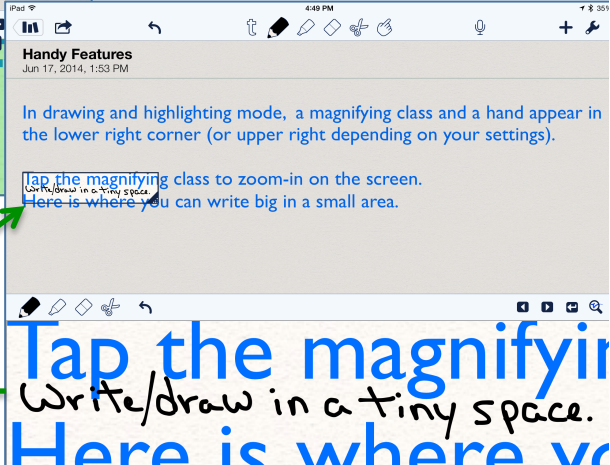 iPad 4:49 PM 35%
t
Handy Features
Jun 17, 2014, 1:53 PM
In drawing and highlighting mode, a magnifying class and a hand appear in
the lower right corner (or upper right depending on your settings).
Tap the magnifying class to zoom-in on the screen.
Write/draw in a tiny space.
Here is where you can write big in a small area.
Tap the magnifyin
Write/draw in a tiny space.
Here is where yo